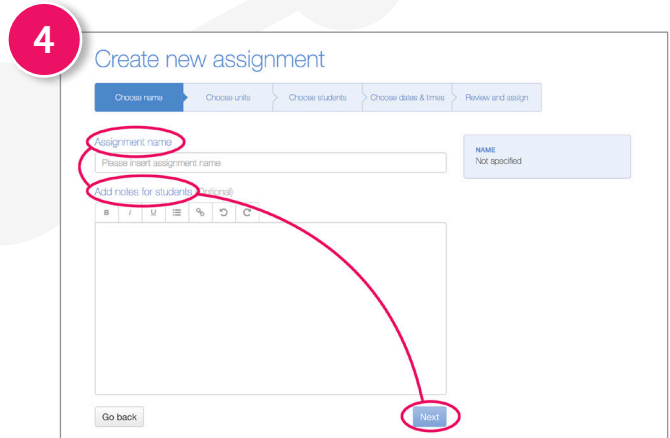 4
Create new assignment
Choose name Choose units Choose students Choose dates & times Review and assign
Assignment name
Please insert assignment name
NAME
Not specified
Add notes for students (Optional)
B I U
Go back Next